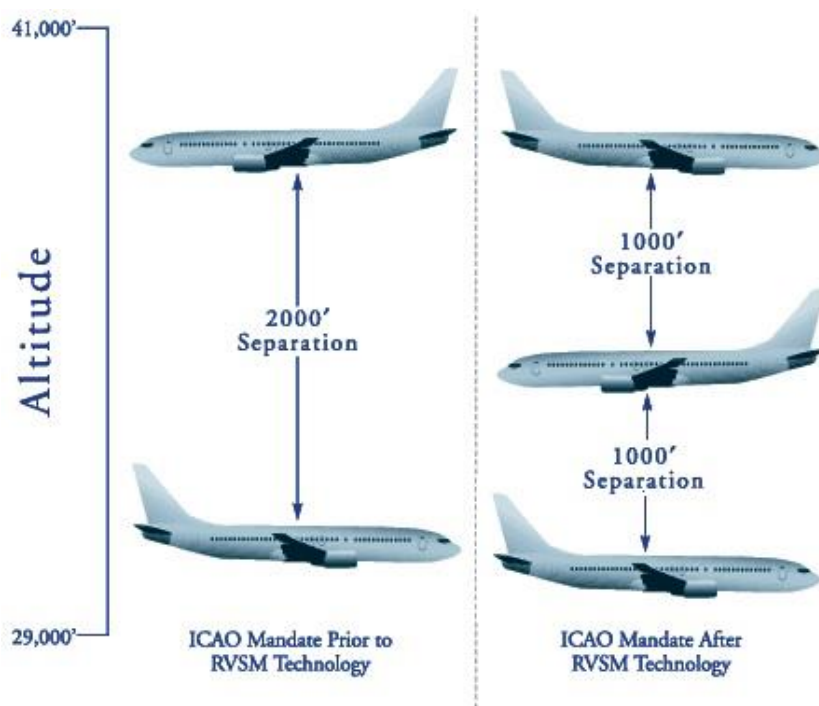 41,000'
Altitude
29,000'
2000'
Separation
ICAO Mandate Prior to
RVSM Technology
1000'
Separation
1000'
Separation
ICAO Mandate After
RVSM Technology